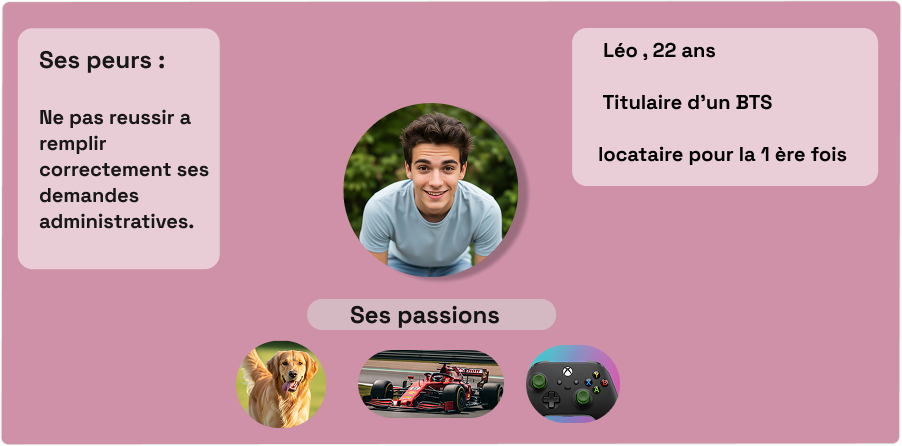 Ses peurs :
Ne pas reussir a
remplir
correctement ses
demandes
administratives.
Léo , 22 ans
Titulaire d'un BTS
locataire pour la 1 ère fois
Ses passions